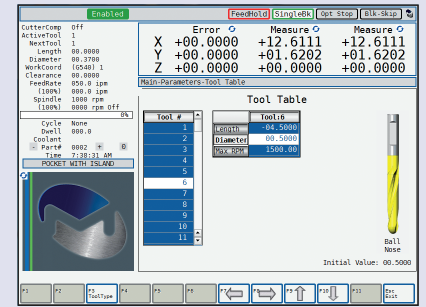 Enabled
FeedHold SingleBk Opt Stop Blk-Skip
CutterComp Off
ActiveTool 1
NextTool 1
Length 00.0000
Diameter 00.3700
WorkCoord (G540) 1
Clearance 00.0000
FeedRate 050.0 ipm
(100%) 000.0 ipm
Spindle 1000 rpm
(100%) 0000 rpm Off
0%
Cycle None
Dwell 000.0
Coolant
- Part# 0002 + 0
Time 7:38:31 AM
POCKET WITH ISLAND
Error Measure Measure
X +00.0000 +12.6111 +12.6111
Y +00.0000 +01.6202 +01.6202
Z +00.0000 +00.0000 +00.0000
Main-Parameters-Tool Table
Tool Table
Tool #
1
2
3
4
5
6
7
8
9
10
11
Tool:6
Length -04.5000
Diameter 00.5000
Max RPM 1500.00
Ball
Nose
Initial Value: 00.5000
F1 F2 F3 ToolType F4 F5 F6 F7 F8 F9 F10 F11 Esc Exit